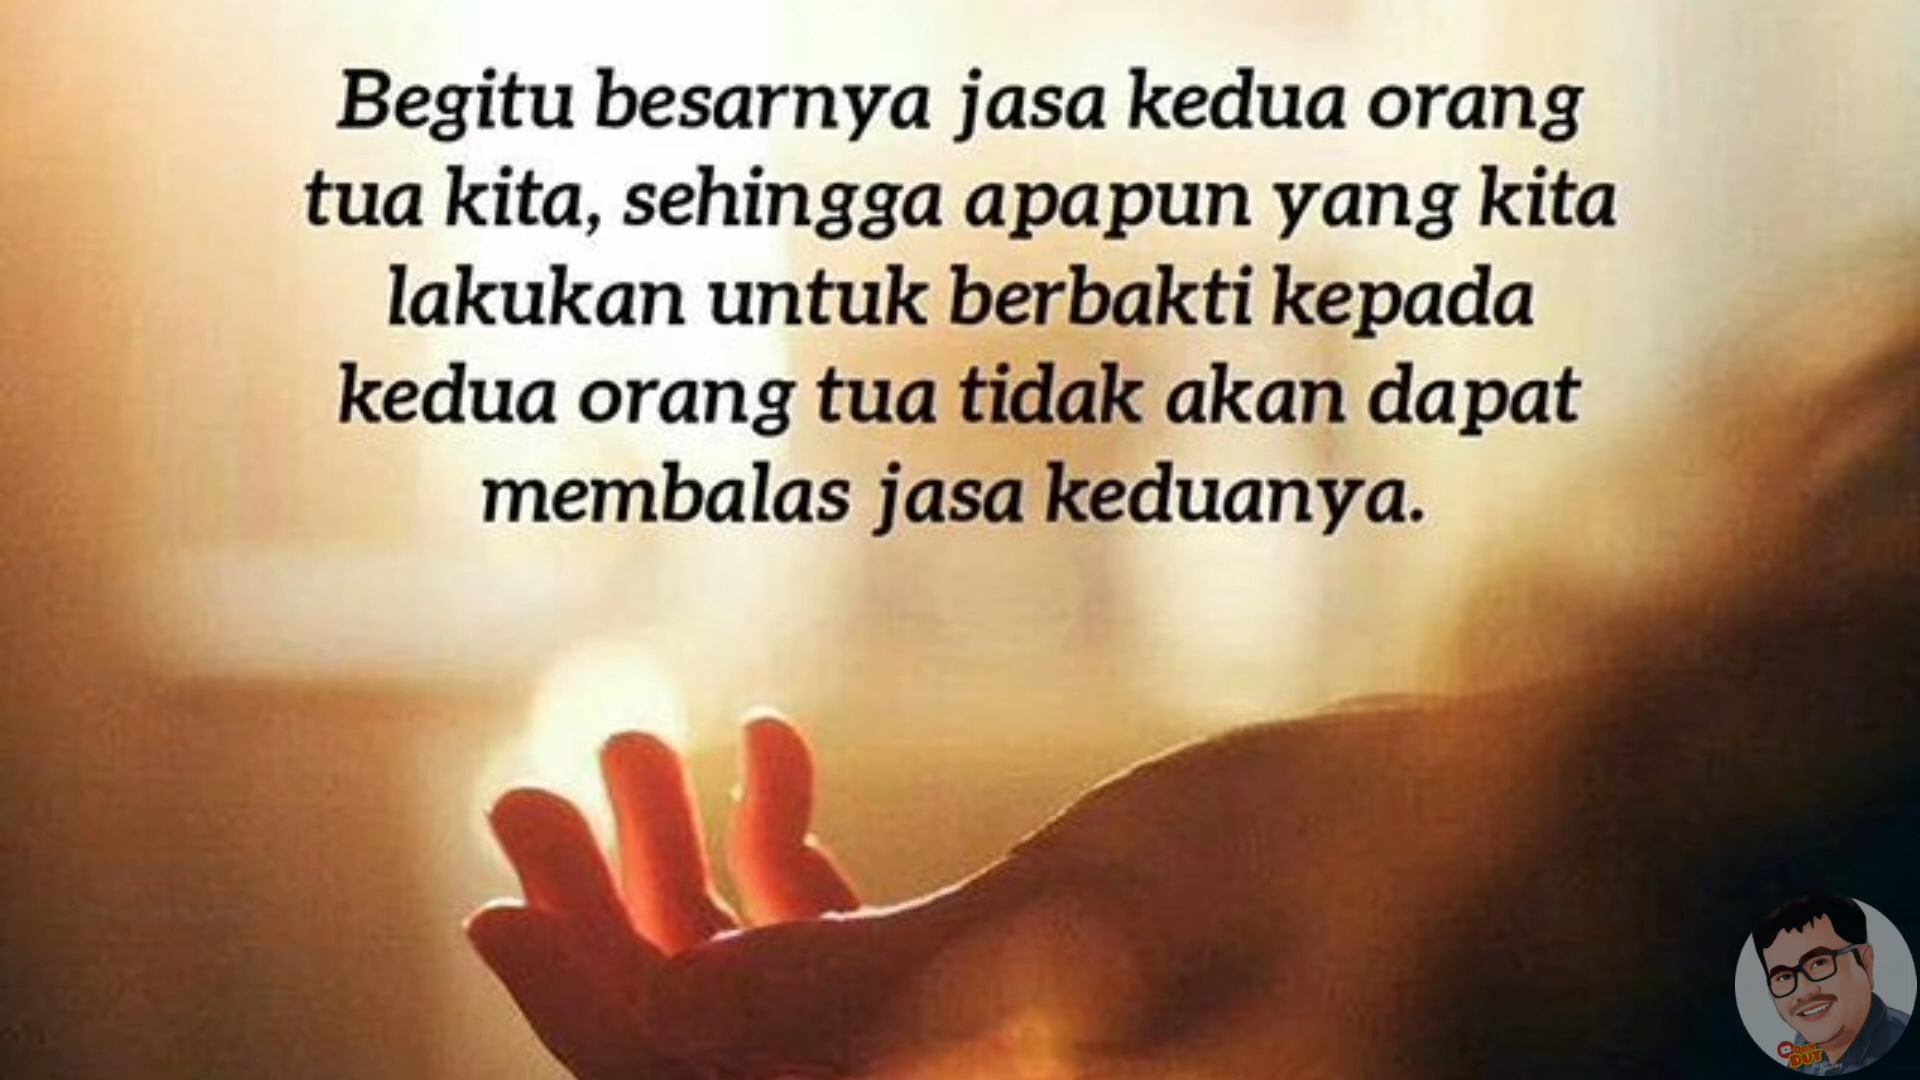 Begitu besarnya jasa kedua orang
tua kita, sehingga apapun yang kita
lakukan untuk berbakti kepada
kedua orang tua tidak akan dapat
membalas jasa keduanya.
DUT